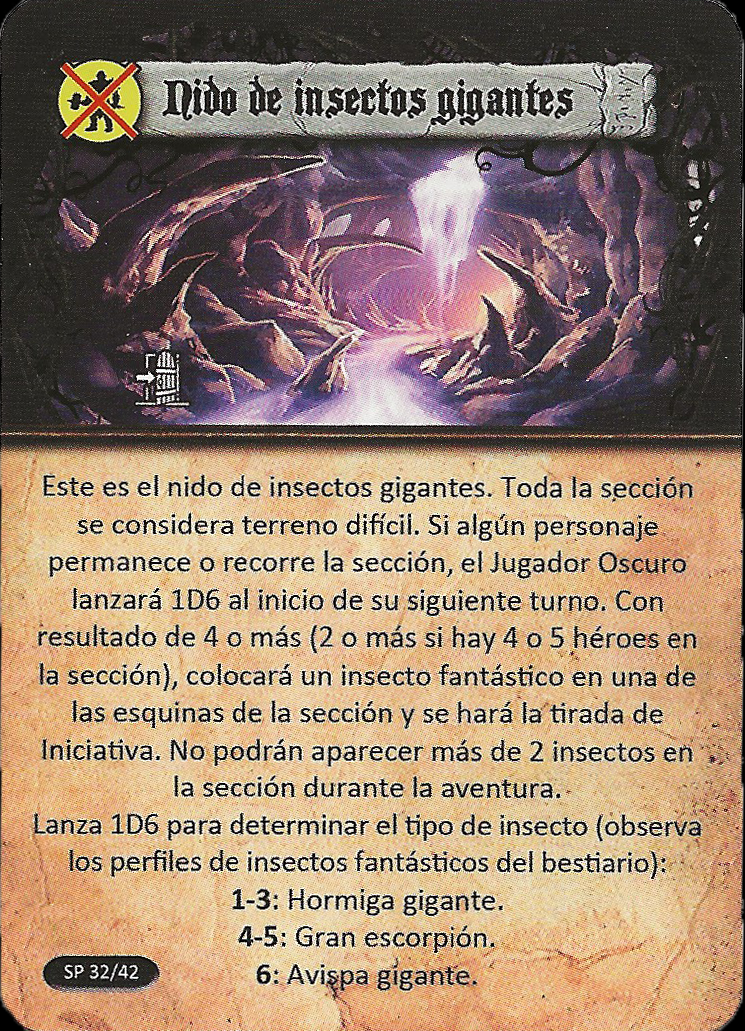 Nido de insectos gigantes
Este es el nido de insectos gigantes. Toda la sección
se considera terreno difícil. Si algún personaje
permanece o recorre la sección, el Jugador Oscuro
lanzará 1D6 al inicio de su siguiente turno. Con
resultado de 4 o más (2 o más si hay 4 o 5 héroes en
la sección), colocará un insecto fantástico en una de
las esquinas de la sección y se hará la tirada de
Iniciativa. No podrán aparecer más de 2 insectos en
la sección durante la aventura.
Lanza 1D6 para determinar el tipo de insecto (observa
los perfiles de insectos fantásticos del bestiario):
1-3: Hormiga gigante.
4-5: Gran escorpión.
6: Avispa gigante.
SP 32/42